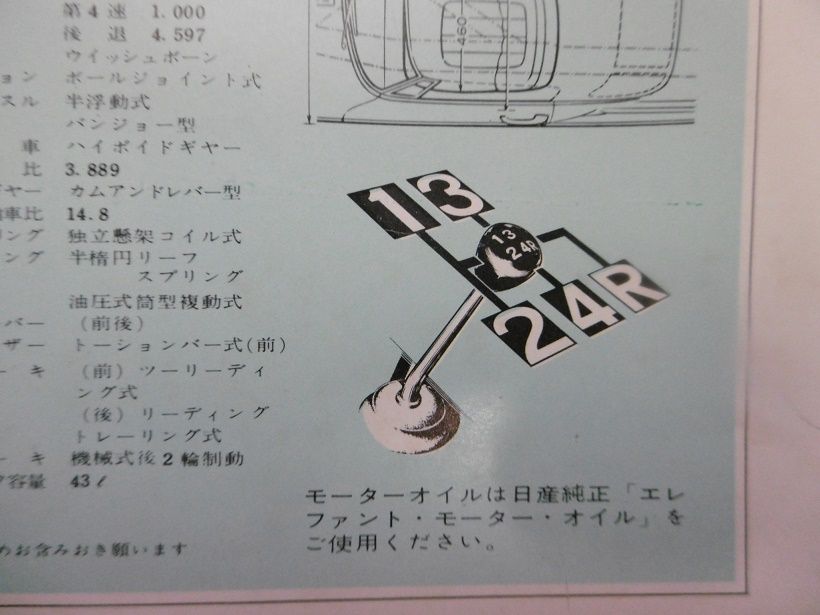 第4速 1.000
後退 4.597
ウイッシュボーン
ョン ボールジョイント式
スル 半浮動式
バンジョー型
車 ハイポイドギヤー
比 3.889
ヤー カムアンドレバー型
車比 14.8
リング 独立懸架コイル式
ング 半楕円リーフ
スプリング
油圧式筒型複動式
バー (前後)
ザー トーションバー式(前)
ーキ (前)ツーリーディ
ング式
(後)リーディング
トレーリング式
ーキ 機械式後2輪制動
容量 43ℓ
お含みおき願います
460
1 3
2 4 R
1 3
2 4 R
モーターオイルは日産純正「エレ
ファント・モーター・オイル」を
ご使用ください。